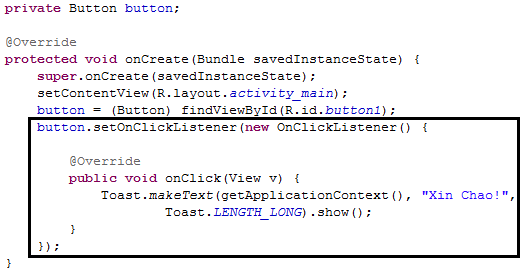 private Button button;
@Override
protected void onCreate(Bundle savedInstanceState) {
super.onCreate(savedInstanceState);
setContentView(R.layout.activity_main);
button = (Button) findViewById(R.id.button1);
button.setOnClickListener(new OnClickListener() {
@Override
public void onClick(View v) {
Toast.makeText(getApplicationContext(), "Xin Chao!",
Toast.LENGTH_LONG).show();
}
});
}